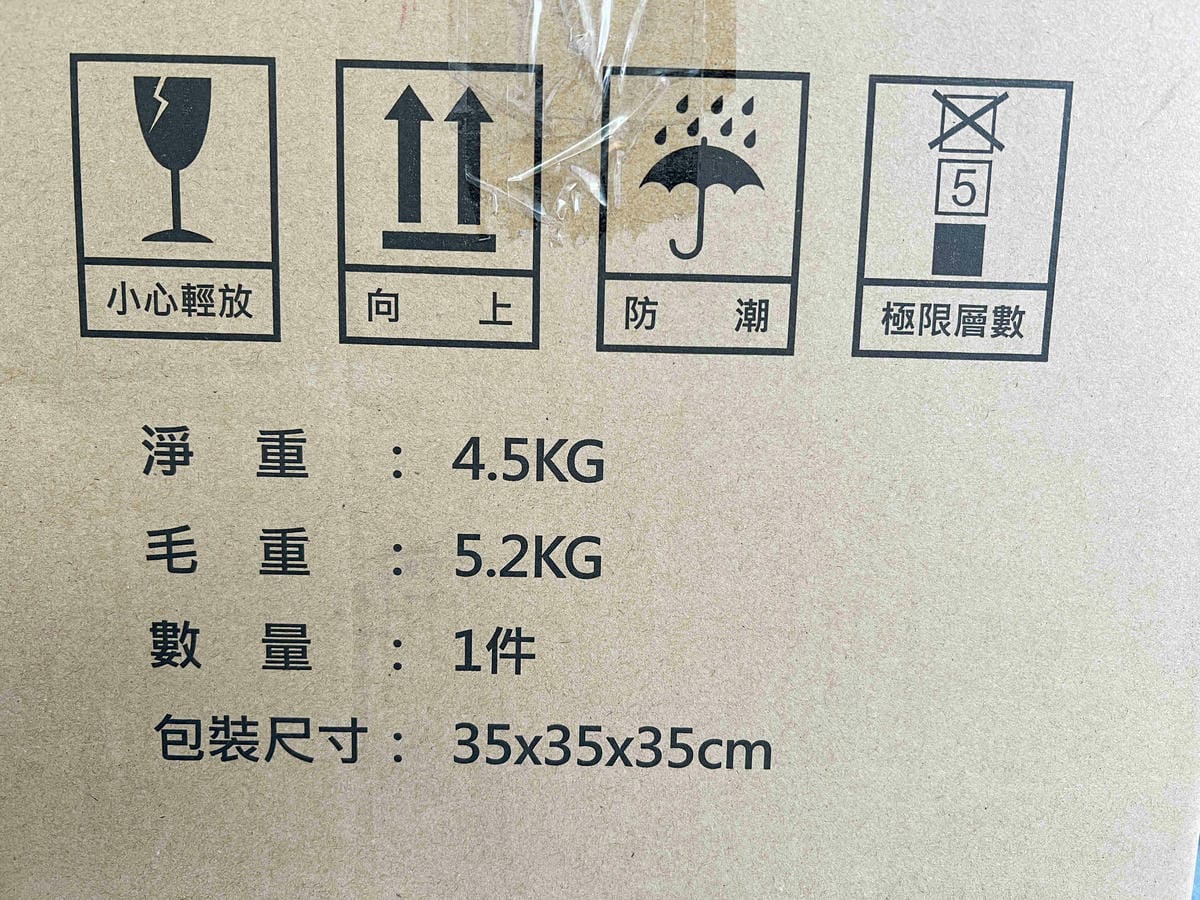 5
小心輕放
向 上
防 潮
極限層數
淨 重 : 4.5KG
毛 重 : 5.2KG
數 量 : 1件
包裝尺寸: 35x35x35cm